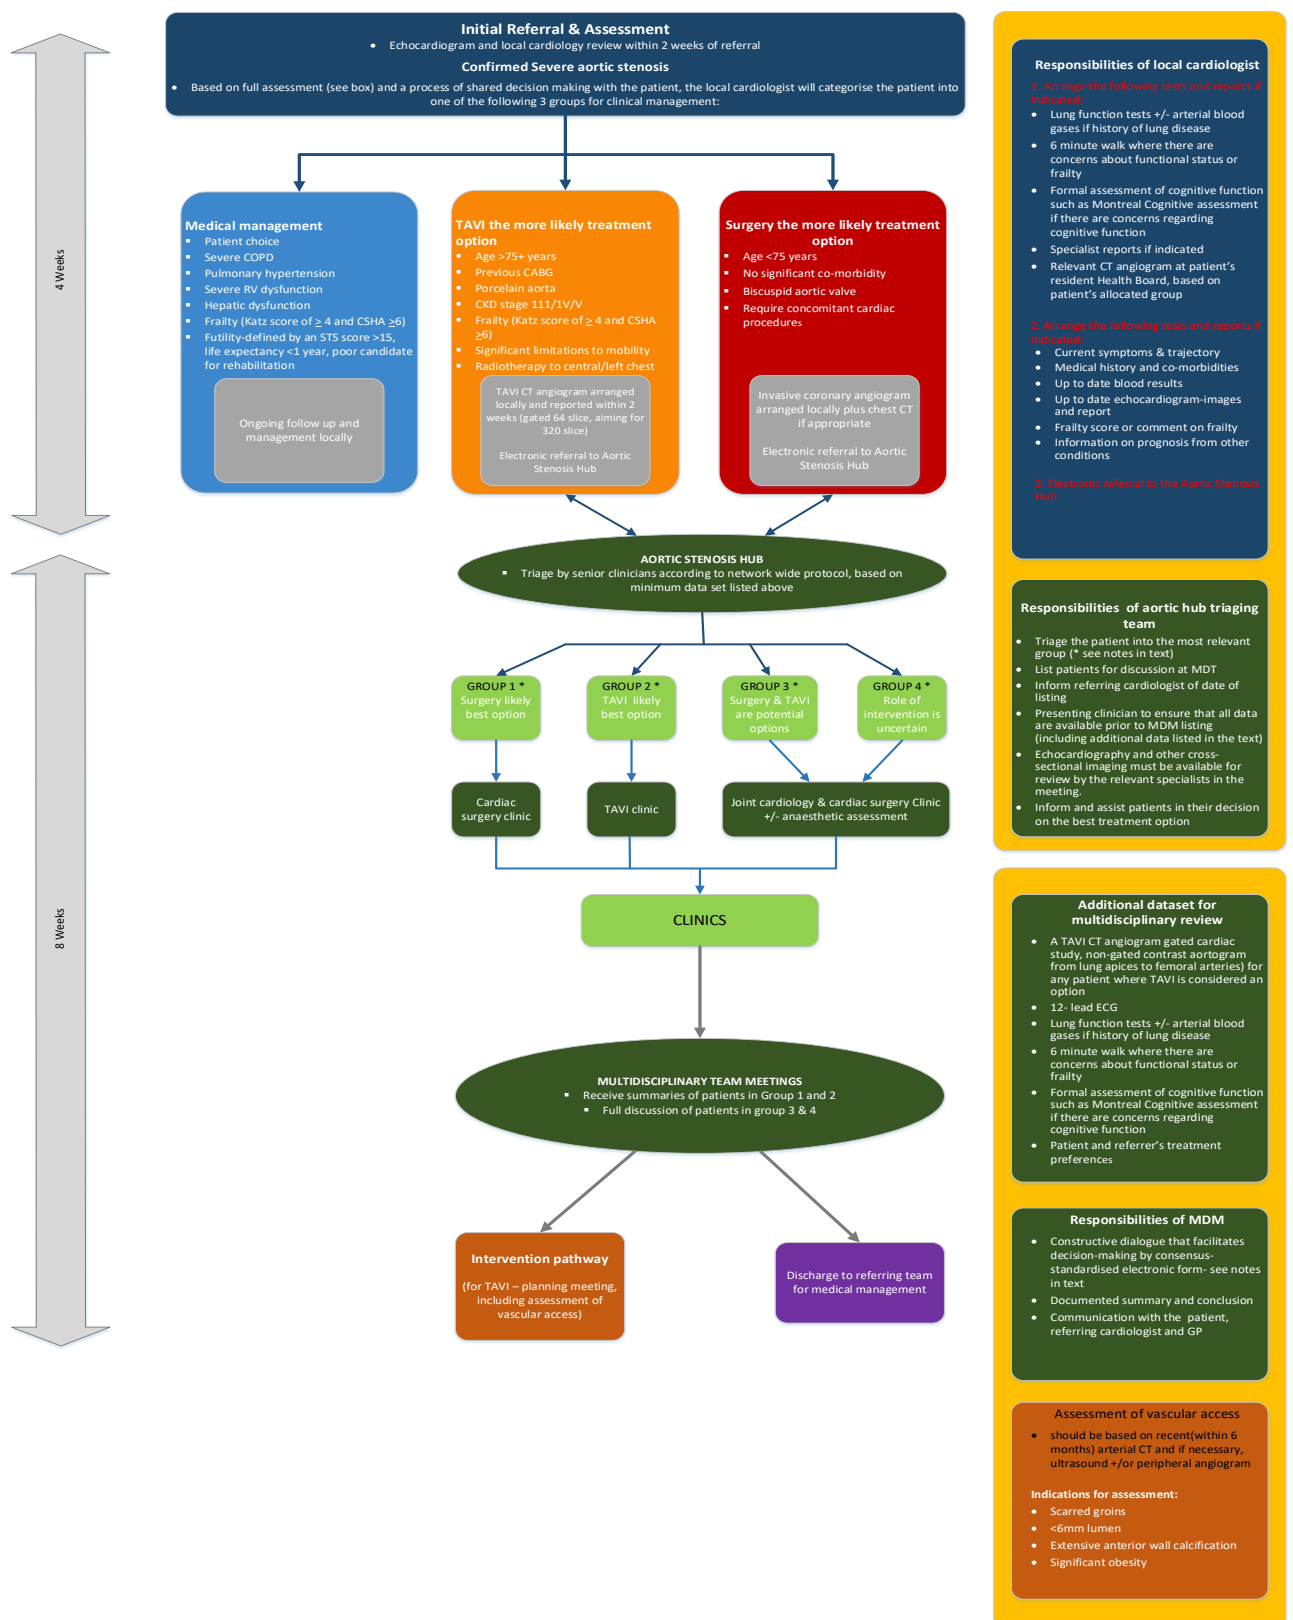 Initial Referral & Assessment
• Echocardiogram and local cardiology review within 2 weeks of referral
Confirmed Severe aortic stenosis
• Based on full assessment (see box) and a process of shared decision making with the patient, the local cardiologist will categorise the patient into
one of the following 3 groups for clinical management:
4 Weeks
Medical management
▪ Patient choice
▪ Severe COPD
▪ Pulmonary hypertension
▪ Severe RV dysfunction
▪ Hepatic dysfunction
▪ Frailty (Katz score of ≥ 4 and CSHA ≥6)
▪ Futility-defined by an STS score >15,
life expectancy <1 year, poor candidate
for rehabilitation
Ongoing follow up and
management locally
TAVI the more likely treatment
option
▪ Age >75+ years
▪ Previous CABG
▪ Porcelain aorta
▪ CKD stage 111/1V/V
▪ Frailty (Katz score of ≥ 4 and CSHA
≥6)
▪ Significant limitations to mobility
▪ Radiotherapy to central/left chest
TAVI CT angiogram arranged
locally and reported within 2
weeks (gated 64 slice, aiming for
320 slice)
Electronic referral to Aortic
Stenosis Hub
Surgery the more likely treatment
option
▪ Age <75 years
▪ No significant co-morbidity
▪ Biscuspid aortic valve
▪ Require concomitant cardiac
procedures
Invasive coronary angiogram
arranged locally plus chest CT
if appropriate
Electronic referral to Aortic
Stenosis Hub
8 Weeks
AORTIC STENOSIS HUB
▪ Triage by senior clinicians according to network wide protocol, based on
minimum data set listed above
GROUP 1 *
Surgery likely
best option
GROUP 2 *
TAVI likely
best option
GROUP 3 *
Surgery & TAVI
are potential
options
GROUP 4 *
Role of
intervention is
uncertain
Cardiac
surgery clinic
TAVI clinic
Joint cardiology & cardiac surgery Clinic
+/- anaesthetic assessment
CLINICS
MULTIDISCIPLINARY TEAM MEETINGS
▪ Receive summaries of patients in Group 1 and 2
▪ Full discussion of patients in group 3 & 4
Intervention pathway
(for TAVI – planning meeting,
including assessment of
vascular access)
Discharge to referring team
for medical management
Responsibilities of local cardiologist
1. Arrange the following tests and reports if
indicated:
• Lung function tests +/- arterial blood
gases if history of lung disease
• 6 minute walk where there are
concerns about functional status or
frailty
• Formal assessment of cognitive function
such as Montreal Cognitive assessment
if there are concerns regarding
cognitive function
• Specialist reports if indicated
• Relevant CT angiogram at patient's
resident Health Board, based on
patient's allocated group
2. Arrange the following tests and reports if
indicated:
• Current symptoms & trajectory
• Medical history and co-morbidities
• Up to date blood results
• Up to date echocardiogram-images
and report
• Frailty score or comment on frailty
• Information on prognosis from other
conditions
3. Electronic referral to the Aortic Stenosis
Hub
Responsibilities of aortic hub triaging
team
• Triage the patient into the most relevant
group (* see notes in text)
• List patients for discussion at MDT
• Inform referring cardiologist of date of
listing
• Presenting clinician to ensure that all data
are available prior to MDM listing
(including additional data listed in the text)
• Echocardiography and other cross-
sectional imaging must be available for
review by the relevant specialists in the
meeting.
• Inform and assist patients in their decision
on the best treatment option
Additional dataset for
multidisciplinary review
• A TAVI CT angiogram gated cardiac
study, non-gated contrast aortogram
from lung apices to femoral arteries) for
any patient where TAVI is considered an
option
• 12- lead ECG
• Lung function tests +/- arterial blood
gases if history of lung disease
• 6 minute walk where there are
concerns about functional status or
frailty
• Formal assessment of cognitive function
such as Montreal Cognitive assessment
if there are concerns regarding
cognitive function
• Patient and referrer's treatment
preferences
Responsibilities of MDM
• Constructive dialogue that facilitates
decision-making by consensus-
standardised electronic form- see notes
in text
• Documented summary and conclusion
• Communication with the patient,
referring cardiologist and GP
Assessment of vascular access
• should be based on recent(within 6
months) arterial CT and if necessary,
ultrasound +/or peripheral angiogram
Indications for assessment:
• Scarred groins
• <6mm lumen
• Extensive anterior wall calcification
• Significant obesity